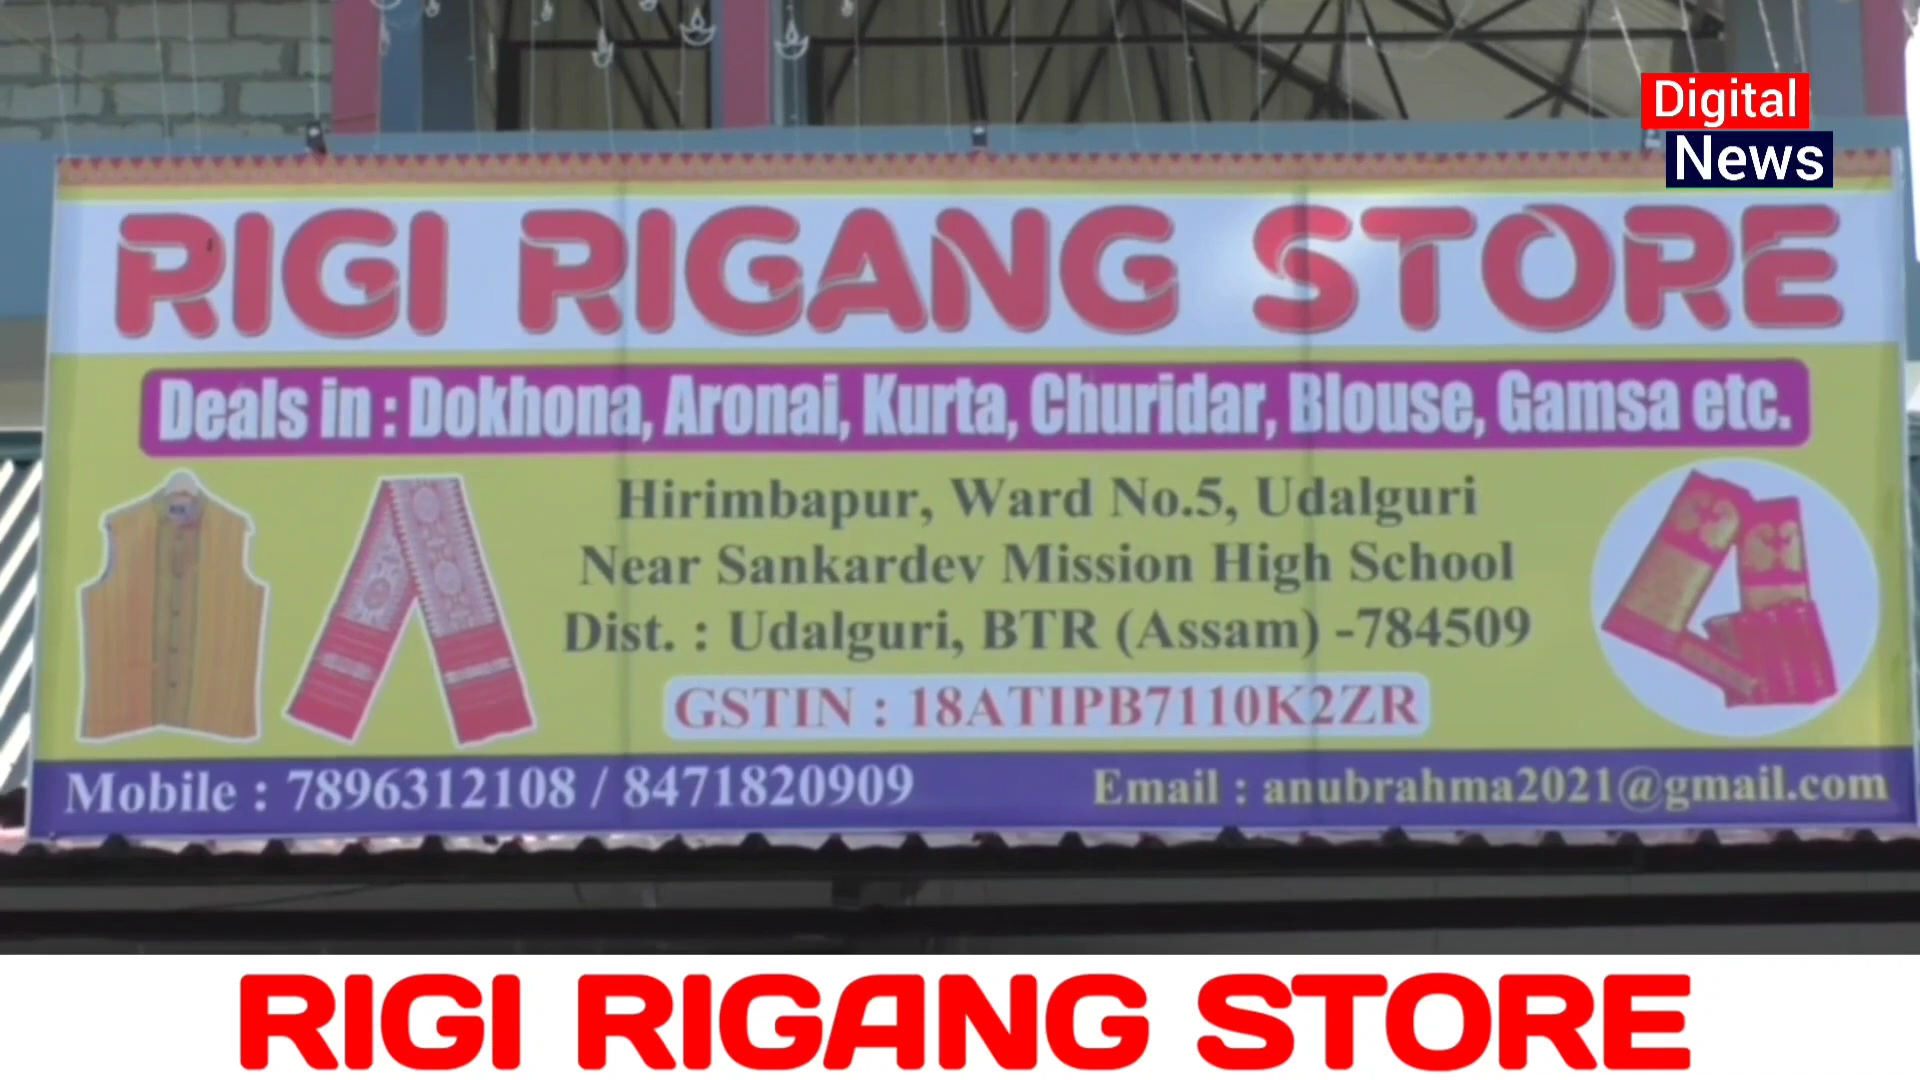 Digital
News
RIGI RIGANG STORE
Deals in : Dokhona, Aronai, Kurta, Churidar, Blouse, Gamsa etc.
Hirimbapur, Ward No.5, Udalguri
Near Sankardev Mission High School
Dist. : Udalguri, BTR (Assam) -784509
GSTIN : 18ATIPB7110K2ZR
Mobile : 7896312108 / 8471820909
Email : anubrahma2021@gmail.com
RIGI RIGANG STORE